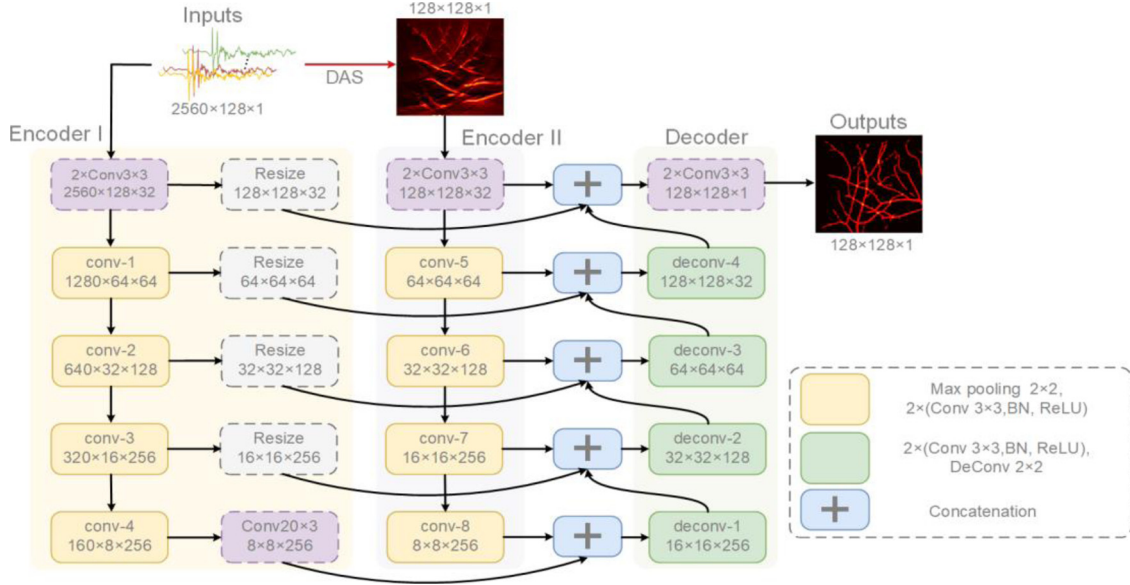 Inputs
128×128×1
DAS
2560×128×1
Encoder I
Encoder II
Decoder
Outputs
2×Conv3×3
2560×128×32
Resize
128×128×32
2×Conv3×3
128×128×32
2×Conv3×3
128×128×1
128×128×1
conv-1
1280×64×64
Resize
64×64×64
conv-5
64×64×64
deconv-4
128×128×32
conv-2
640×32×128
Resize
32×32×128
conv-6
32×32×128
deconv-3
64×64×64
conv-3
320×16×256
Resize
16×16×256
conv-7
16×16×256
deconv-2
32×32×128
conv-4
160×8×256
Conv20×3
8×8×256
conv-8
8×8×256
deconv-1
16×16×256
Max pooling 2×2,
2×(Conv 3×3,BN, ReLU)
2×(Conv 3×3,BN, ReLU),
DeConv 2×2
Concatenation